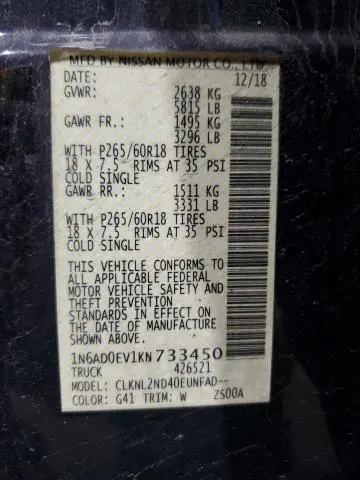 MFD BY NISSAN MOTOR CO., LTD.
DATE: 12/18
GVWR: 2638 KG
5815 LB
GAWR FR.: 1495 KG
3296 LB
WITH P265/60R18 TIRES
18 X 7.5 RIMS AT 35 PSI
COLD SINGLE
GAWR RR.: 1511 KG
3331 LB
WITH P265/60R18 TIRES
18 X 7.5 RIMS AT 35 PSI
COLD SINGLE
THIS VEHICLE CONFORMS TO
ALL APPLICABLE FEDERAL
MOTOR VEHICLE SAFETY AND
THEFT PREVENTION
STANDARDS IN EFFECT ON
THE DATE OF MANUFACTURE
SHOWN ABOVE.
1N6AD0EV1KN733450
TRUCK 426521
MODEL: CLKNL2ND40EUNFAD--
COLOR: G41 TRIM: W ZS00A